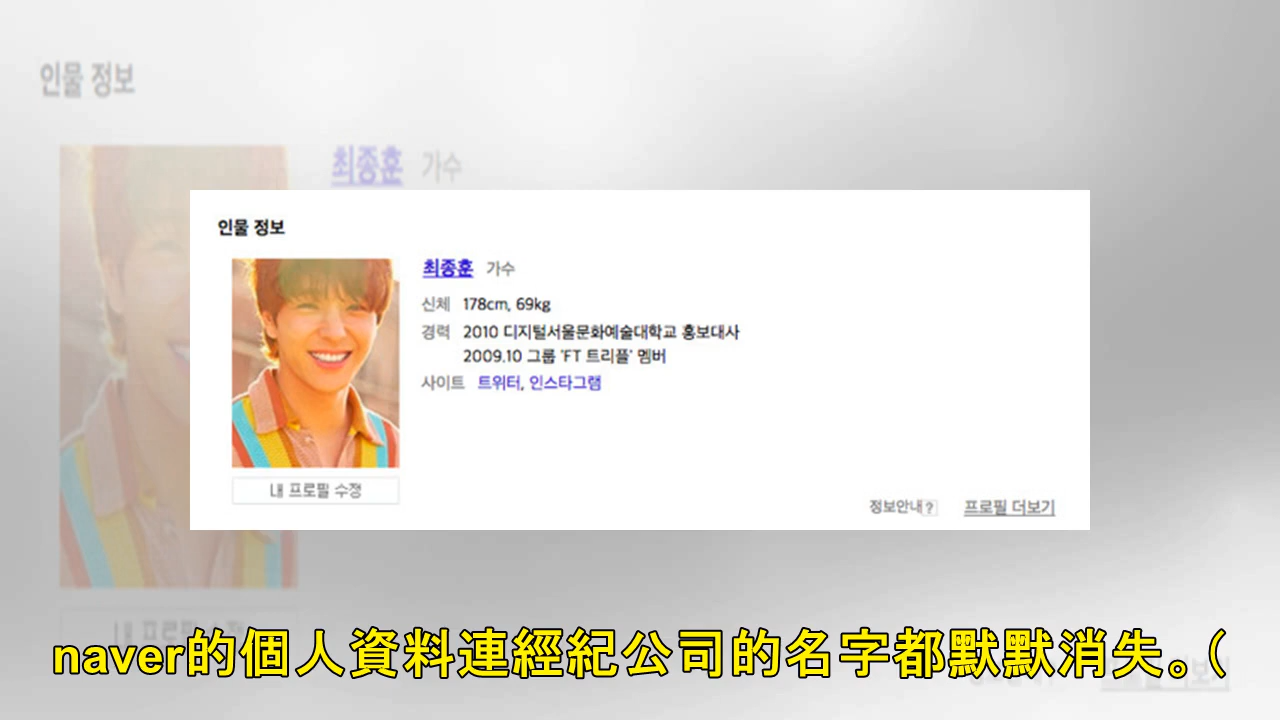 인물 정보
최종훈 가수
인물 정보
최종훈 가수
신체 178cm, 69kg
경력 2010 디지털서울문화예술대학교 홍보대사
2009.10 그룹 'FT 트리플' 멤버
사이트 트위터, 인스타그램
내 프로필 수정
정보안내 ? 프로필 더보기
naver的個人資料連經紀公司的名字都默默消失。(